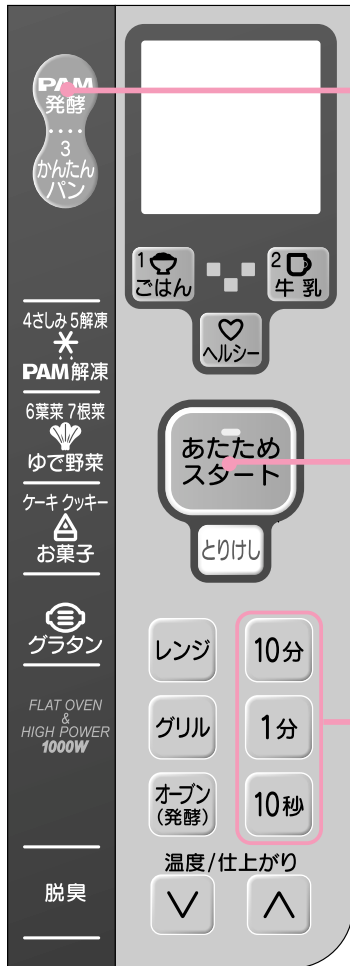 PAM
発酵
3
かんたん
パン
1
ごはん
2
牛乳
ヘルシー
4さしみ 5解凍
PAM解凍
6葉菜 7根菜
ゆで野菜
ケーキ クッキー
お菓子
グラタン
FLAT OVEN
&
HIGH POWER
1000W
脱臭
あたため
スタート
とりけし
レンジ
10分
グリル
1分
オーブン
(発酵)
10秒
温度/仕上がり